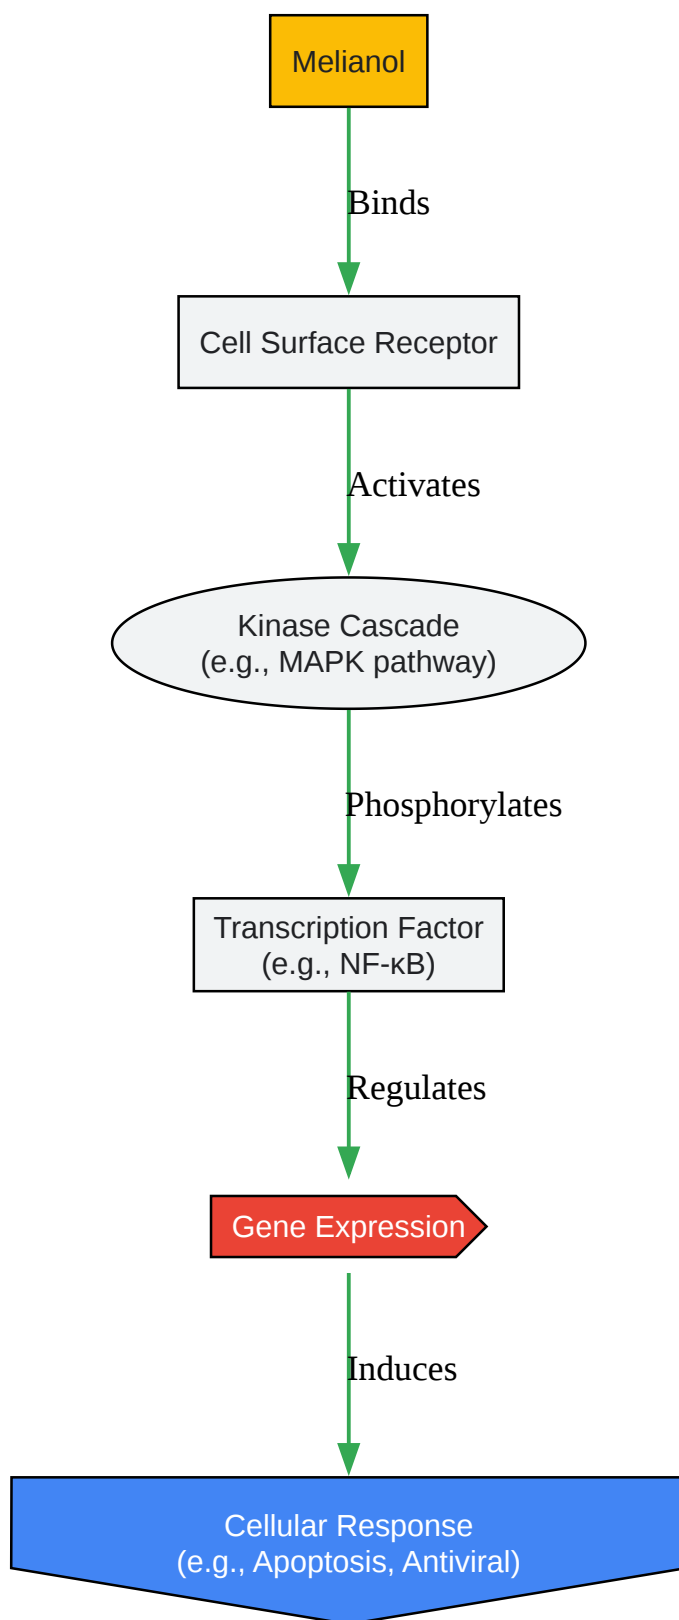 Melianol
Binds
Cell Surface Receptor
Activates
Kinase Cascade
(e.g., MAPK pathway)
Phosphorylates
Transcription Factor
(e.g., NF-κB)
Regulates
Gene Expression
Induces
Cellular Response
(e.g., Apoptosis, Antiviral)